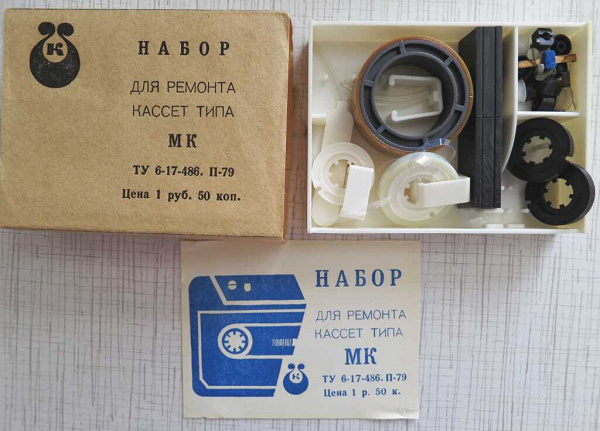 К
НАБОР
ДЛЯ РЕМОНТА
КАССЕТ ТИПА
МК
ТУ 6-17-486. П-79
Цена 1 руб. 50 коп.
НАБОР
ДЛЯ РЕМОНТА
КАССЕТ ТИПА
МК
ТУ 6-17-486. П-79
Цена 1 р. 50 к.
К